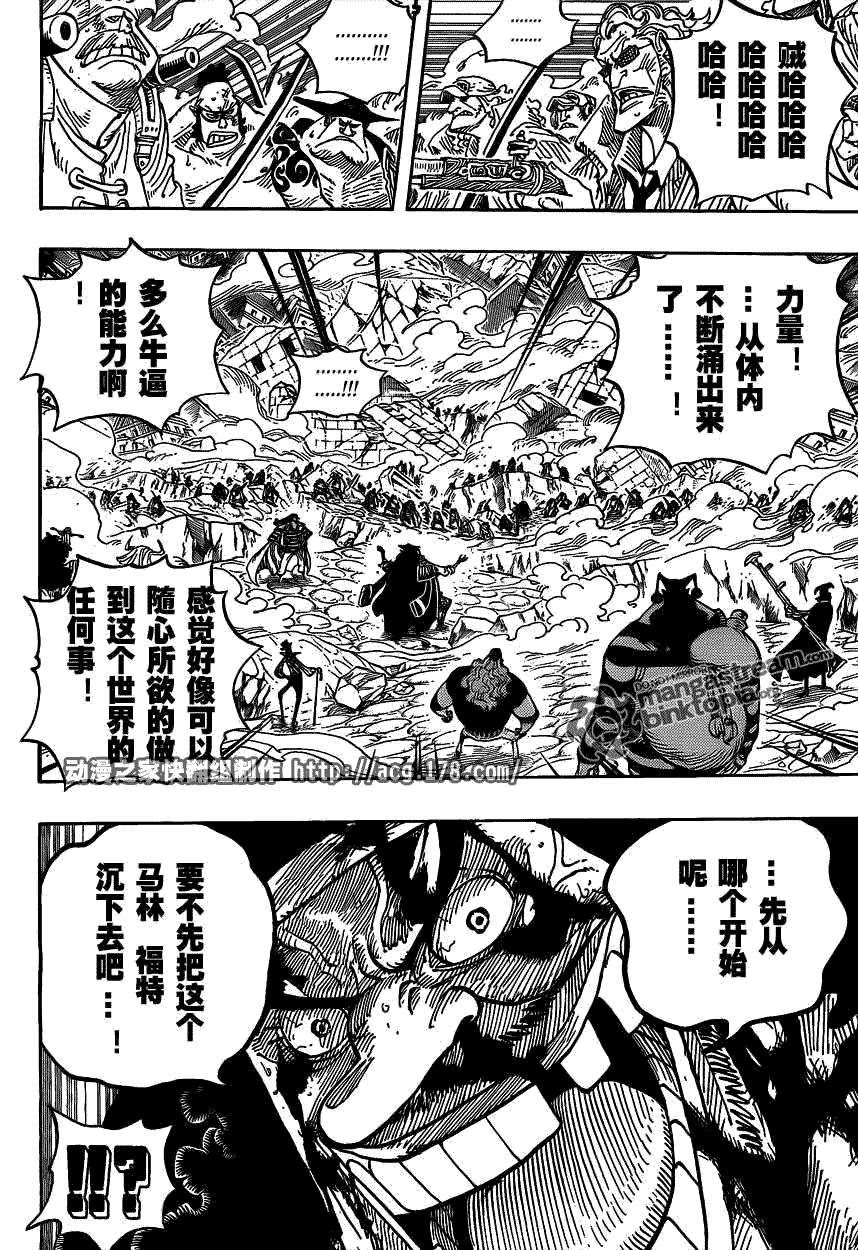 贼哈哈哈
哈哈哈哈
哈哈！
………
………!!!
………
………!!!
力量！
…从体内
不断涌出来
了……！
………
………!!!
多么牛逼
的能力啊
！
感觉好像可以
随心所欲的做
到这个世界的
任何事！
mangastream.com
binktopia.org
动漫之家快翻组制作 http://acg.178.com/
…先从
哪个开始
呢……
要不先把这个
马林 福特
沉下去吧…！
!!?